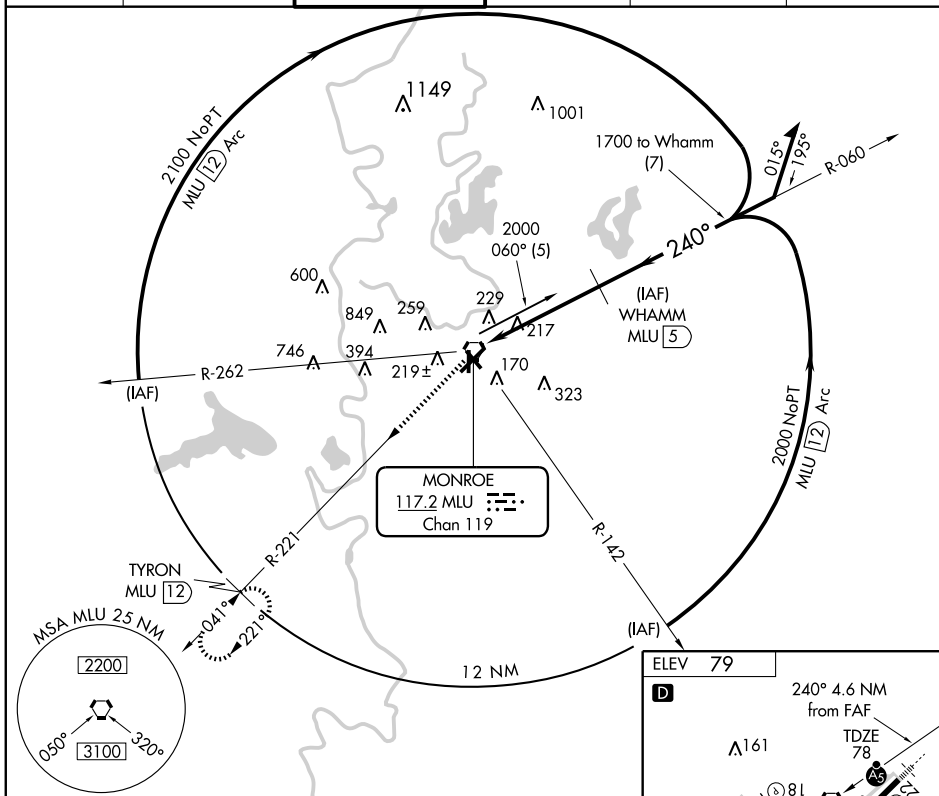 1149
1001
2100 NoPT
MLU 12 Arc
1700 to Whamm
(7)
015°
195°
R-060
240°
2000
060° (5)
(IAF)
WHAMM
MLU 5
600
849
259
229
217
746
394
219±
170
323
R-262
(IAF)
2000 NoPT
MLU 12 Arc
MONROE
117.2 MLU
Chan 119
R-221
R-142
TYRON
MLU 12
041°
221°
(IAF)
12 NM
MSA MLU 25 NM
2200
050°
320°
3100
ELEV 79
D
240° 4.6 NM
from FAF
TDZE
78
161
A5
18
22